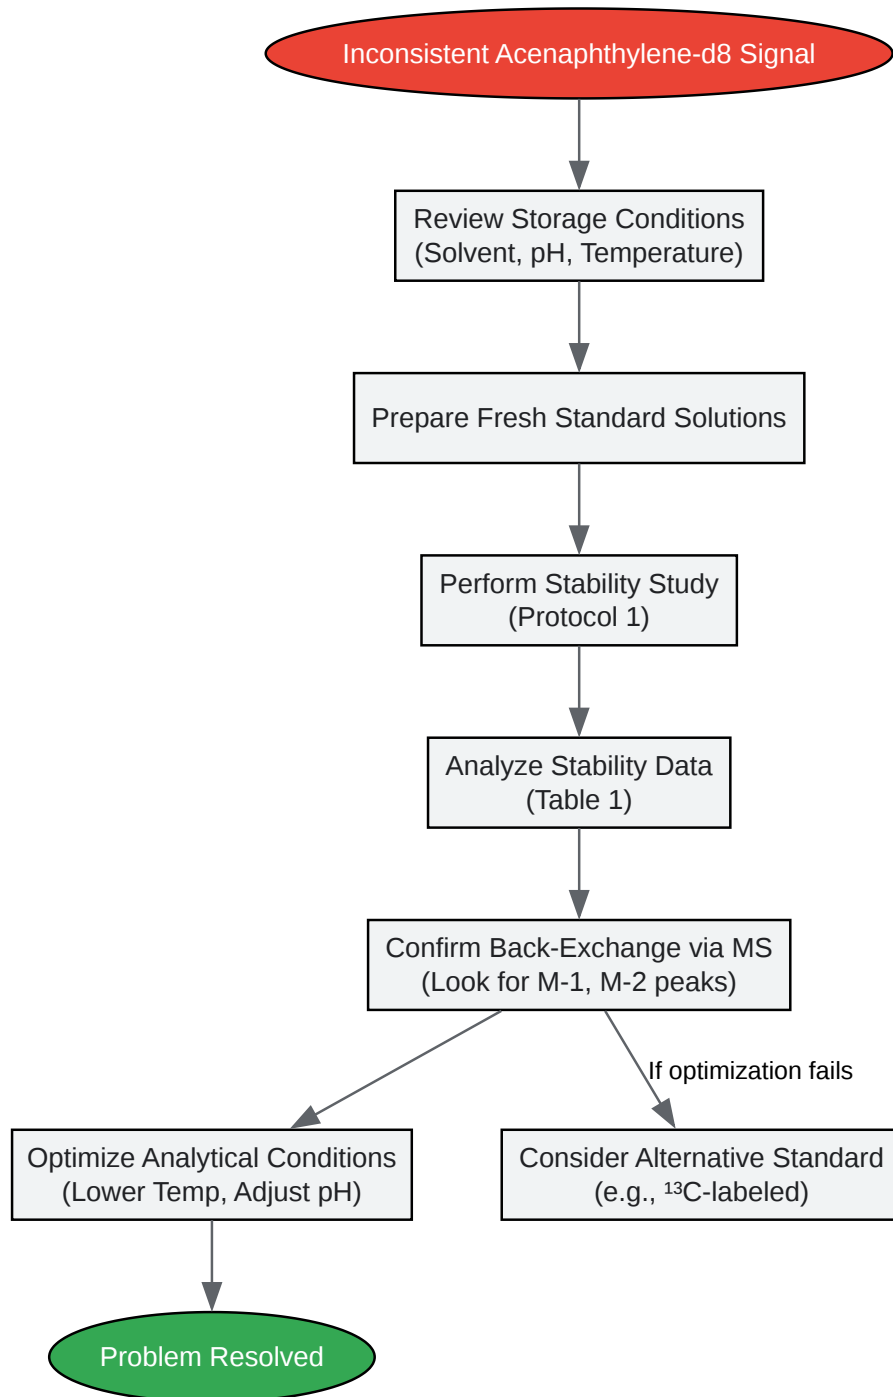 Inconsistent Acenaphthylene-d8 Signal
Review Storage Conditions
(Solvent, pH, Temperature)
Prepare Fresh Standard Solutions
Perform Stability Study
(Protocol 1)
Analyze Stability Data
(Table 1)
Confirm Back-Exchange via MS
(Look for M-1, M-2 peaks)
If optimization fails
Optimize Analytical Conditions
(Lower Temp, Adjust pH)
Consider Alternative Standard
(e.g., ¹³C-labeled)
Problem Resolved